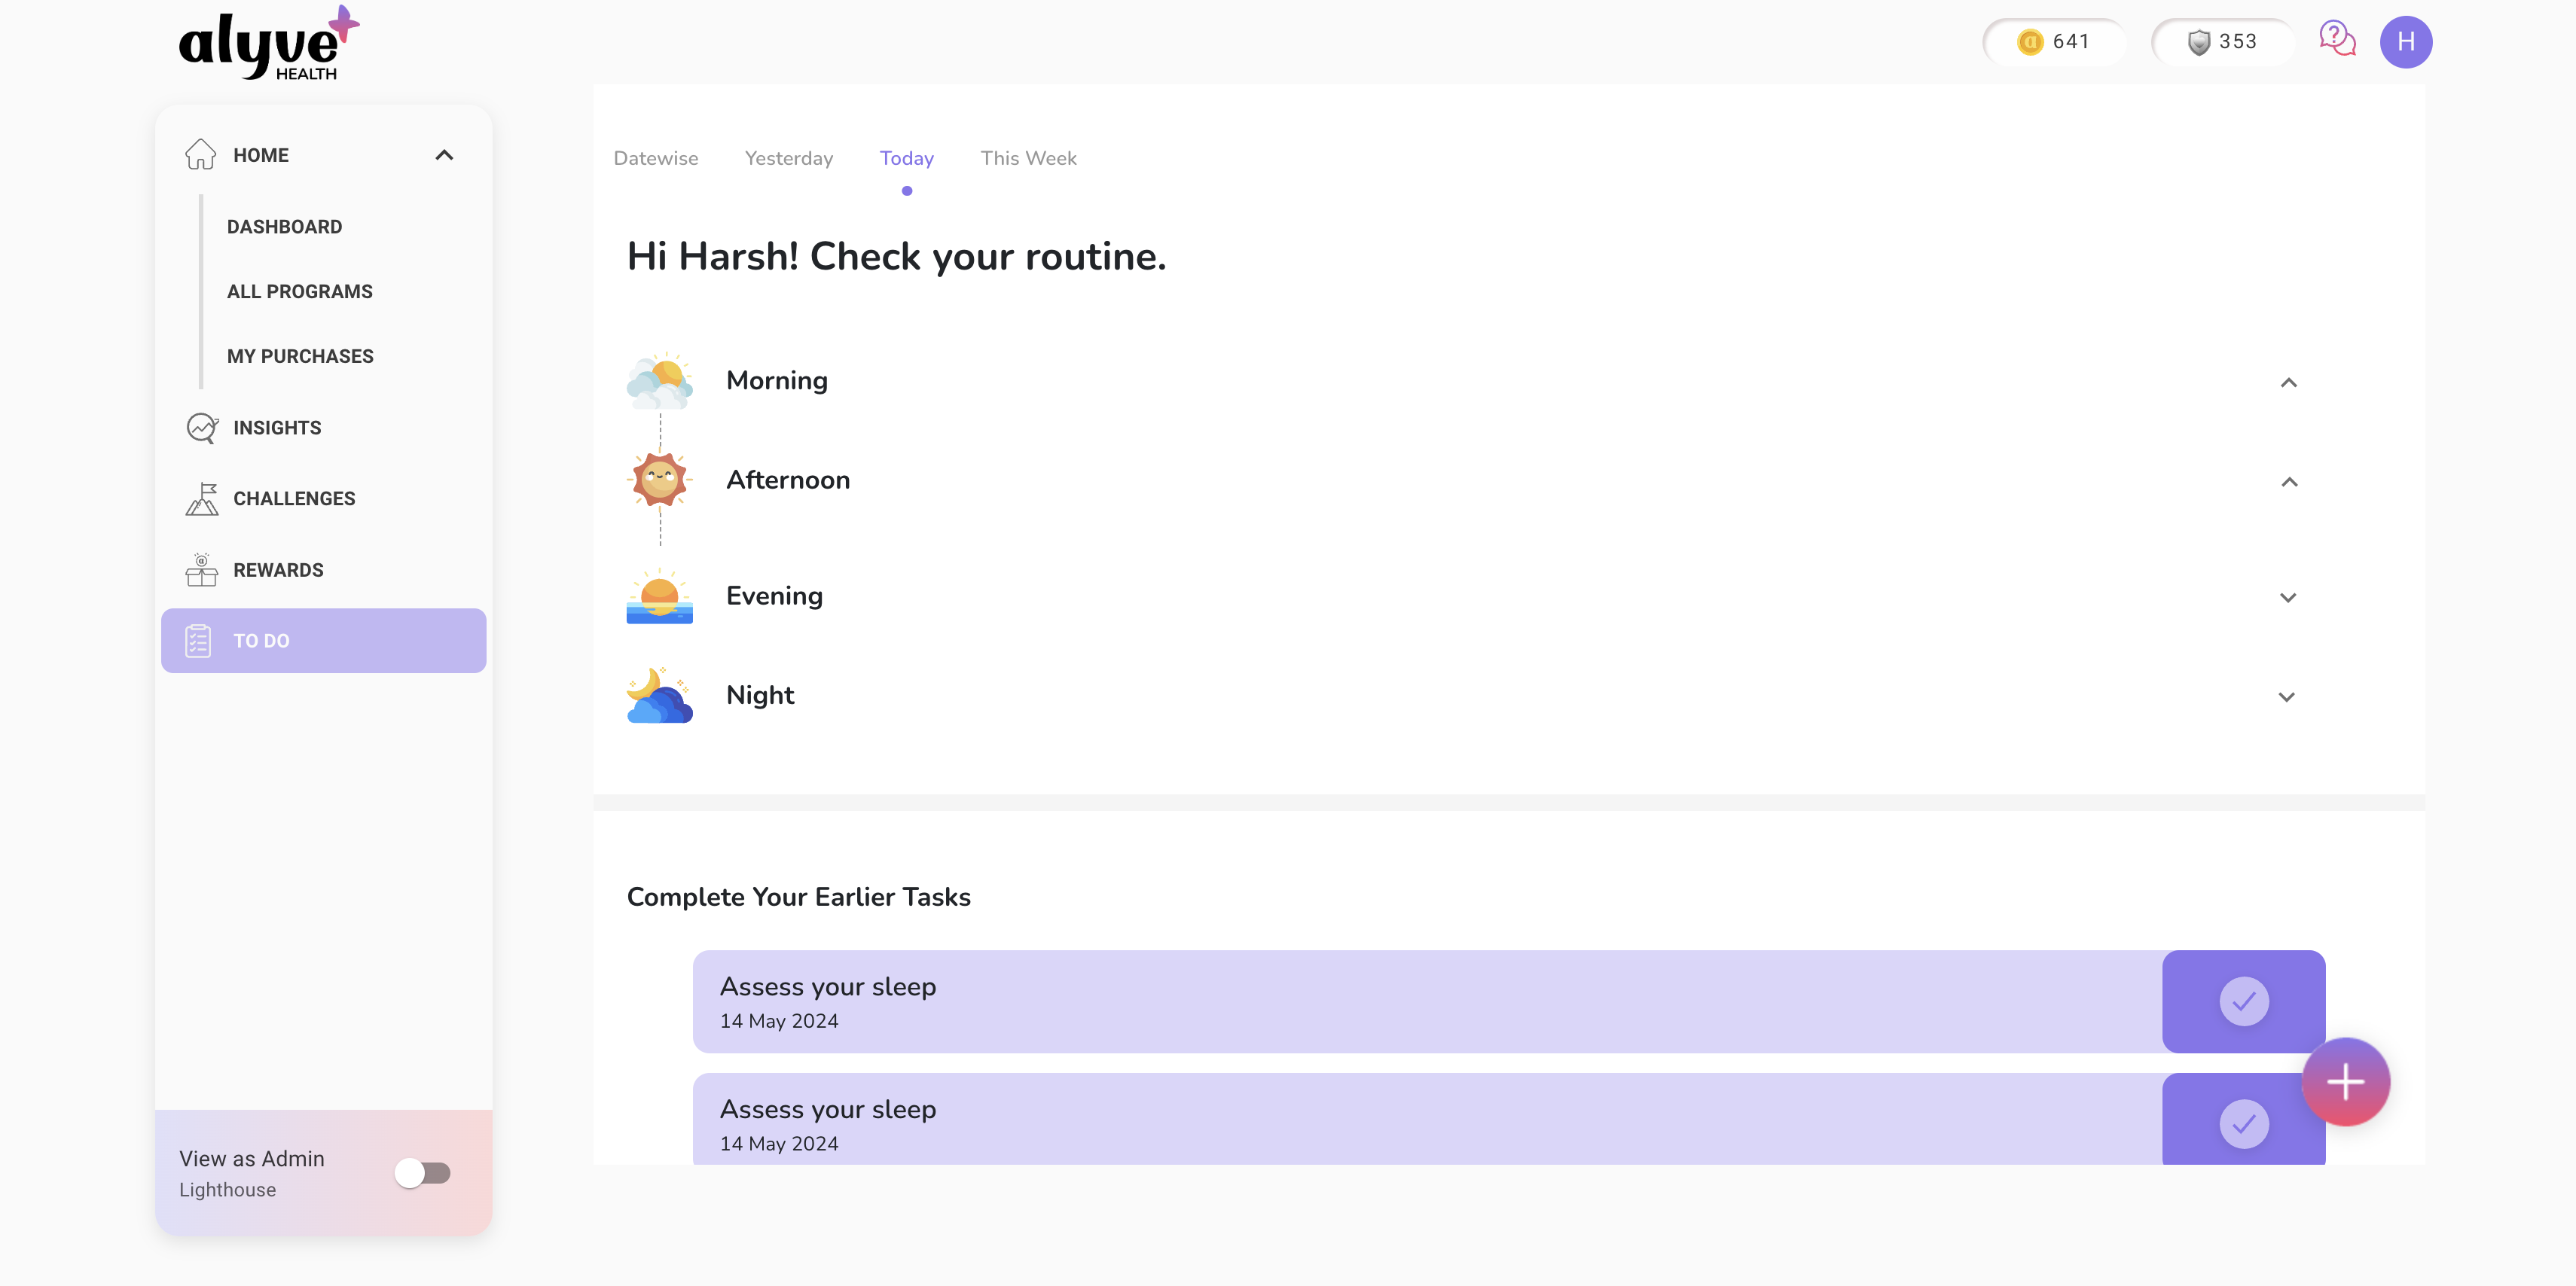 alyve
HEALTH
641
353
H
HOME
DASHBOARD
ALL PROGRAMS
MY PURCHASES
INSIGHTS
CHALLENGES
REWARDS
TO DO
View as Admin
Lighthouse
Datewise Yesterday Today This Week
Hi Harsh! Check your routine.
Morning
Afternoon
Evening
Night
Complete Your Earlier Tasks
Assess your sleep
14 May 2024
Assess your sleep
14 May 2024